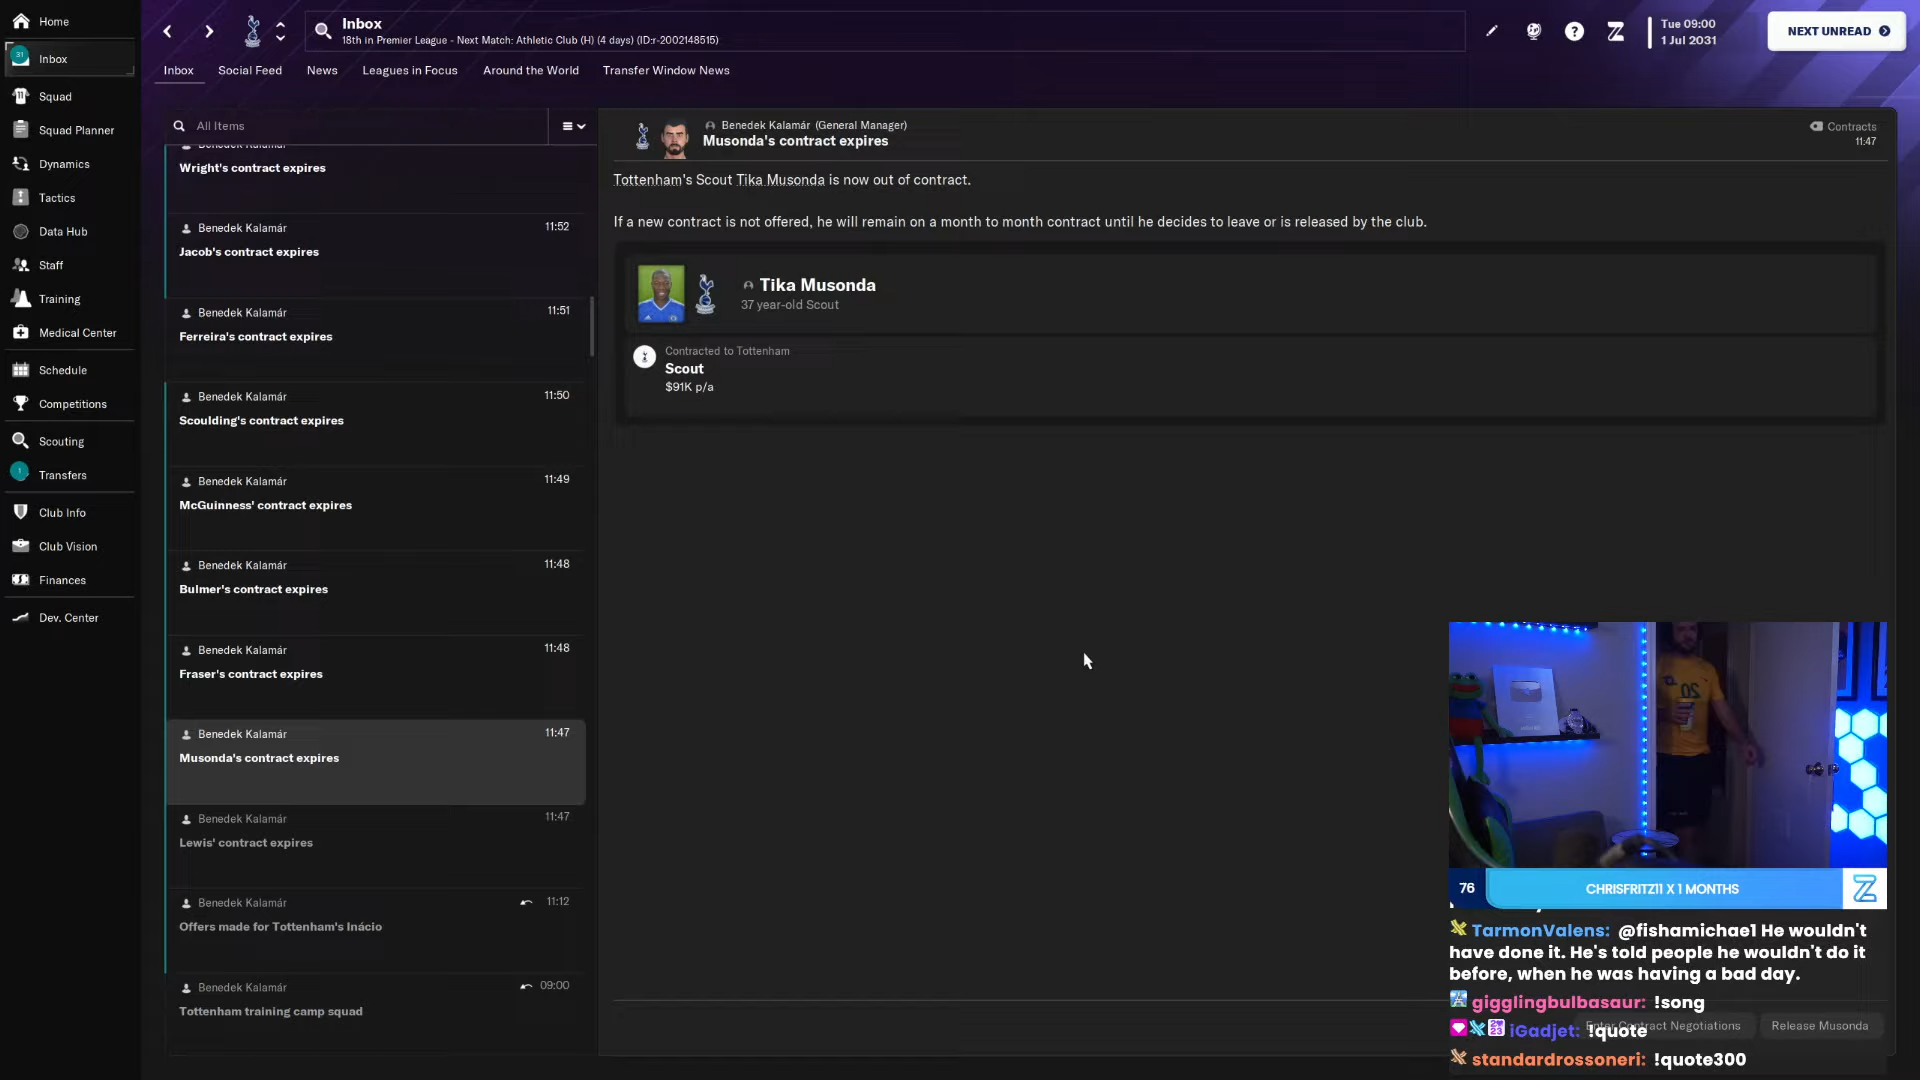 Home
31
Inbox
Squad
Squad Planner
Dynamics
Tactics
Data Hub
Staff
Training
Medical Center
Schedule
Competitions
Scouting
Transfers
Club Info
Club Vision
Finances
Dev. Center
Inbox
18th in Premier League - Next Match: Athletic Club (H) (4 days) (ID:r-2002148515)
Tue 09:00
1 Jul 2031
NEXT UNREAD
Inbox
Social Feed
News
Leagues in Focus
Around the World
Transfer Window News
All Items
Benedek Kalamár
Wright's contract expires
Benedek Kalamár 11:52
Jacob's contract expires
Benedek Kalamár 11:51
Ferreira's contract expires
Benedek Kalamár 11:50
Scoulding's contract expires
Benedek Kalamár 11:49
McGuinness' contract expires
Benedek Kalamár 11:48
Bulmer's contract expires
Benedek Kalamár 11:48
Fraser's contract expires
Benedek Kalamár 11:47
Musonda's contract expires
Benedek Kalamár 11:47
Lewis' contract expires
Benedek Kalamár 11:12
Offers made for Tottenham's Inácio
Benedek Kalamár 09:00
Tottenham training camp squad
Benedek Kalamár (General Manager)
Musonda's contract expires
Contracts
11:47
Tottenham's Scout Tika Musonda is now out of contract.
If a new contract is not offered, he will remain on a month to month contract until he decides to leave or is released by the club.
Tika Musonda
37 year-old Scout
Contracted to Tottenham
Scout
$91K p/a
20
76 CHRISFRITZ11 X 1 MONTHS
TarmonValens: @fishamichael He wouldn't
have done it. He's told people he wouldn't do it
before, when he was having a bad day.
gigglingbulbasaur: !song
iGadjet: !quote
Enter Contract Negotiations
Release Musonda
standardrossoneri: !quote300